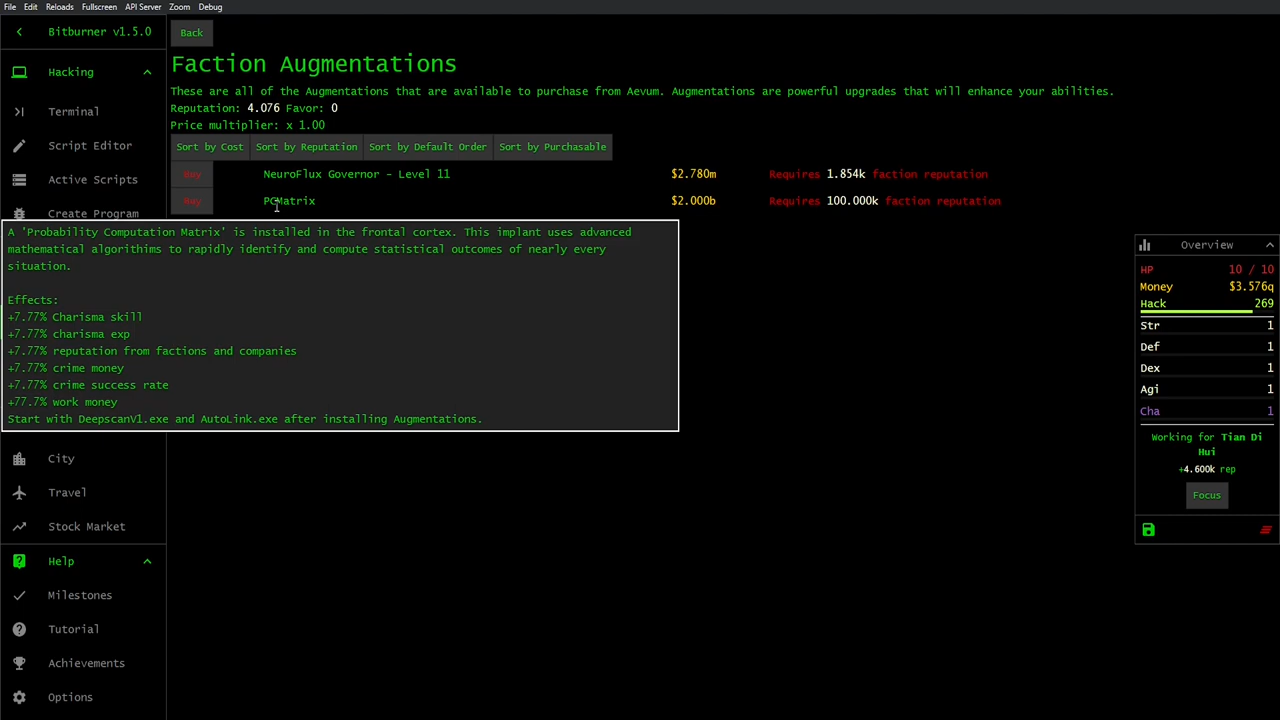 File Edit Reloads Fullscreen API Server Zoom Debug
Bitburner v1.5.0
Hacking
Terminal
Script Editor
Active Scripts
Create Program
City
Travel
Stock Market
Help
Milestones
Tutorial
Achievements
Options
Back
Faction Augmentations
These are all of the Augmentations that are available to purchase from Aevum. Augmentations are powerful upgrades that will enhance your abilities.
Reputation: 4.076 Favor: 0
Price multiplier: x 1.00
Sort by Cost Sort by Reputation Sort by Default Order Sort by Purchasable
Buy NeuroFlux Governor - Level 11 $2.780m Requires 1.854k faction reputation
Buy PCMatrix $2.000b Requires 100.000k faction reputation
A 'Probability Computation Matrix' is installed in the frontal cortex. This implant uses advanced
mathematical algorithims to rapidly identify and compute statistical outcomes of nearly every
situation.
Effects:
+7.77% Charisma skill
+7.77% charisma exp
+7.77% reputation from factions and companies
+7.77% crime money
+7.77% crime success rate
+77.7% work money
Start with DeepscanV1.exe and AutoLink.exe after installing Augmentations.
Overview
HP 10 / 10
Money $3.576q
Hack 269
Str 1
Def 1
Dex 1
Agi 1
Cha 1
Working for Tian Di
Hui
+4.600k rep
Focus